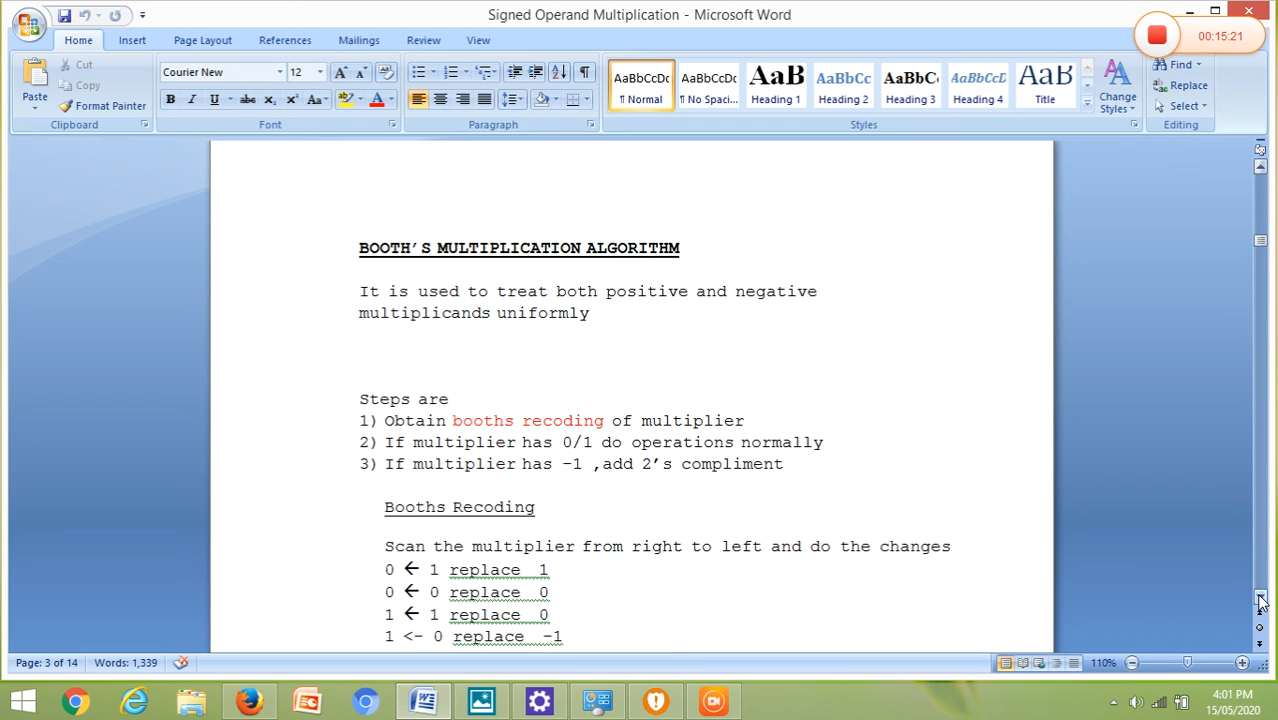 Signed Operand Multiplication - Microsoft Word
00:15:21
Home Insert Page Layout References Mailings Review View
Paste
Cut
Copy
Format Painter
Clipboard
Courier New 12
Font
Paragraph
AaBbCcDc AaBbCcDc AaB AaBbCc AaBbCc AaBbCcD AaB
¶ Normal ¶ No Spaci... Heading 1 Heading 2 Heading 3 Heading 4 Title
Change Styles
Styles
Find
Replace
Select
Editing
BOOTH’S MULTIPLICATION ALGORITHM
It is used to treat both positive and negative
multiplicands uniformly
Steps are
1) Obtain booths recoding of multiplier
2) If multiplier has 0/1 do operations normally
3) If multiplier has -1 ,add 2’s compliment
Booths Recoding
Scan the multiplier from right to left and do the changes
0 ← 1 replace 1
0 ← 0 replace 0
1 ← 1 replace 0
1 <- 0 replace -1
Page: 3 of 14 Words: 1,339 110%
4:01 PM
15/05/2020